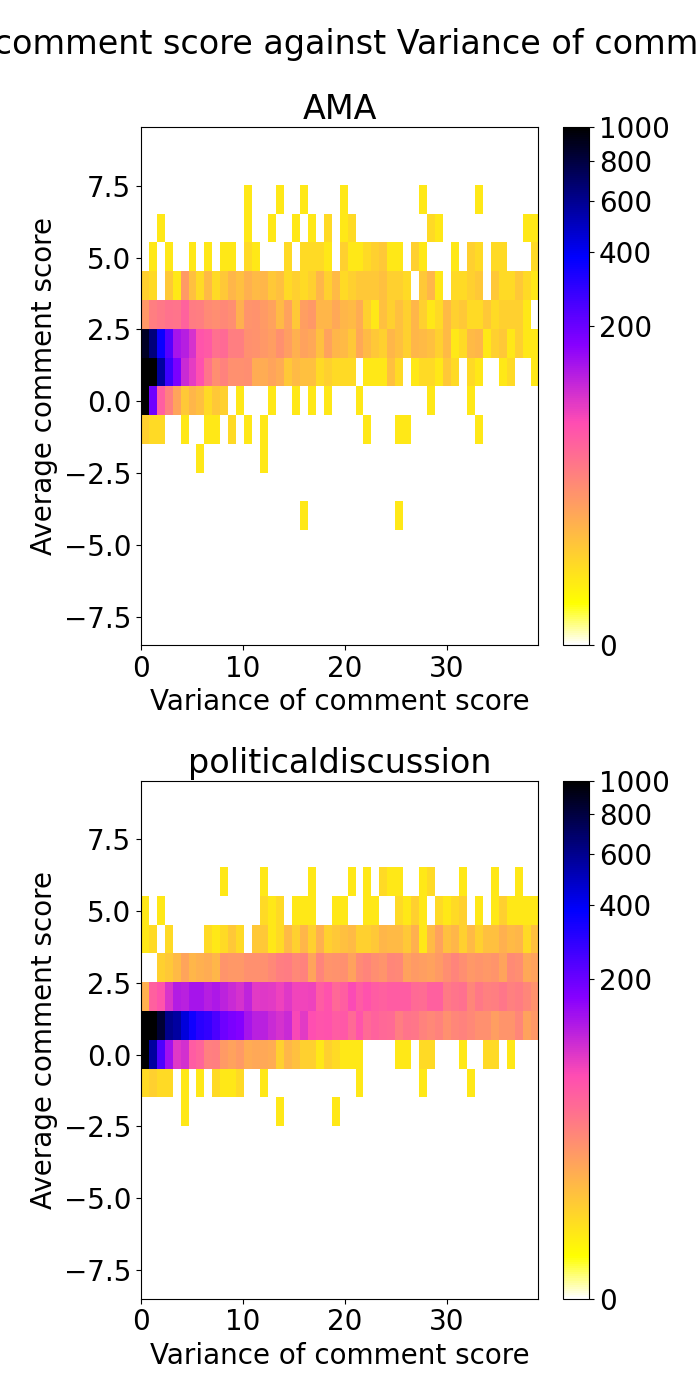 comment score against Variance of comm
AMA
Average comment score
7.5
5.0
2.5
0.0
−2.5
−5.0
−7.5
0 10 20 30
Variance of comment score
1000
800
600
400
200
0
politicaldiscussion
Average comment score
7.5
5.0
2.5
0.0
−2.5
−5.0
−7.5
0 10 20 30
Variance of comment score
1000
800
600
400
200
0